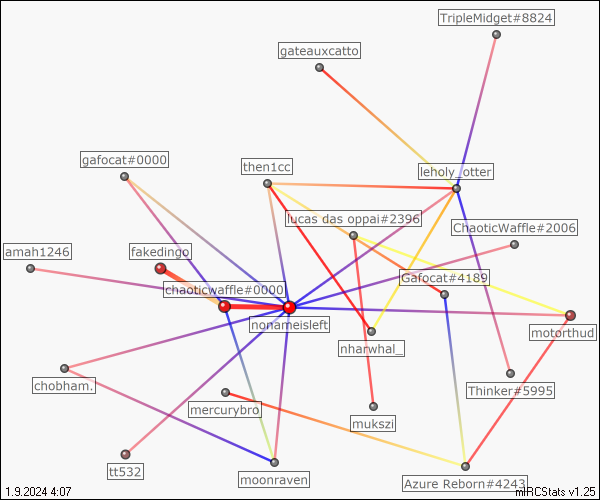 TripleMidget#8824
gateauxcatto
gafocat#0000
then1cc
leholy_otter
lucas das oppai#2396
ChaoticWaffle#2006
amah1246
fakedingo
Gafocat#4189
chaoticwaffle#0000
nonameisleft
motorthud
nharwhal_
chobham.
Thinker#5995
mercurybro
mukszi
tt532
moonraven
Azure Reborn#4243
1.9.2024 4:07
mIRCStats v1.25